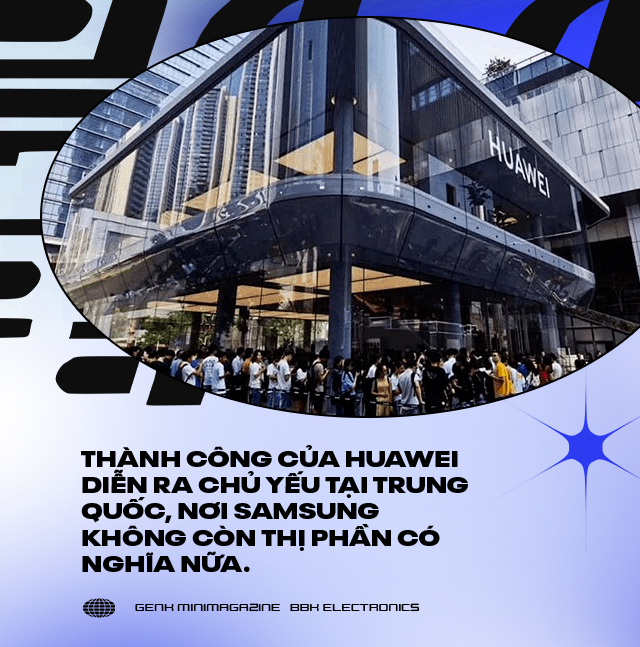 HUAWEI
THÀNH CÔNG CỦA HUAWEI
DIỄN RA CHỦ YẾU TẠI TRUNG
QUỐC, NƠI SAMSUNG
KHÔNG CÒN THỊ PHẦN CÓ
NGHĨA NỮA.
GENK MINIMAGAZINE BBK ELECTRONICS